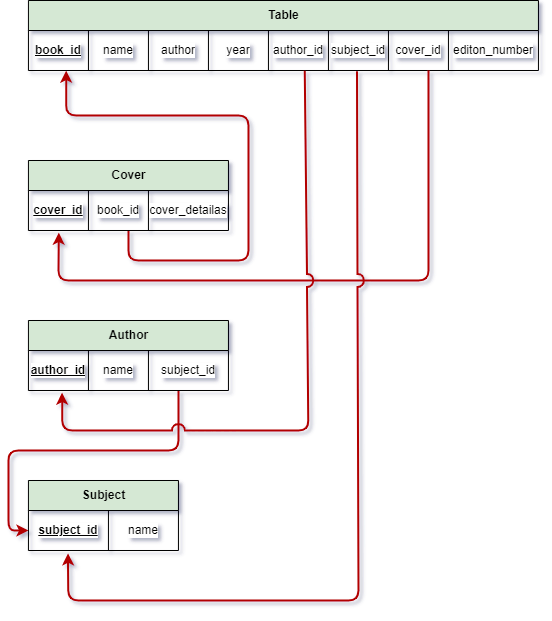 Table
book_id name author year author_id subject_id cover_id editon_number
Cover
cover_id book_id cover_detailas
Author
author_id name subject_id
Subject
subject_id name